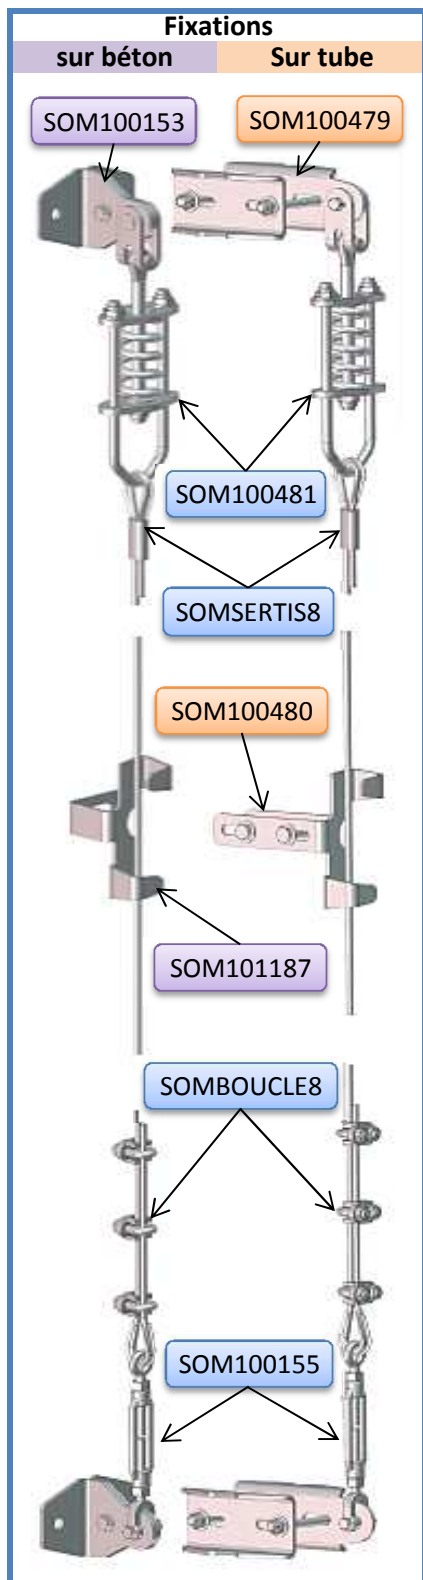 Fixations
sur béton Sur tube
SOM100153 SOM100479
SOM100481
SOMSERTIS8
SOM100480
SOM101187
SOMBOUCLE8
SOM100155